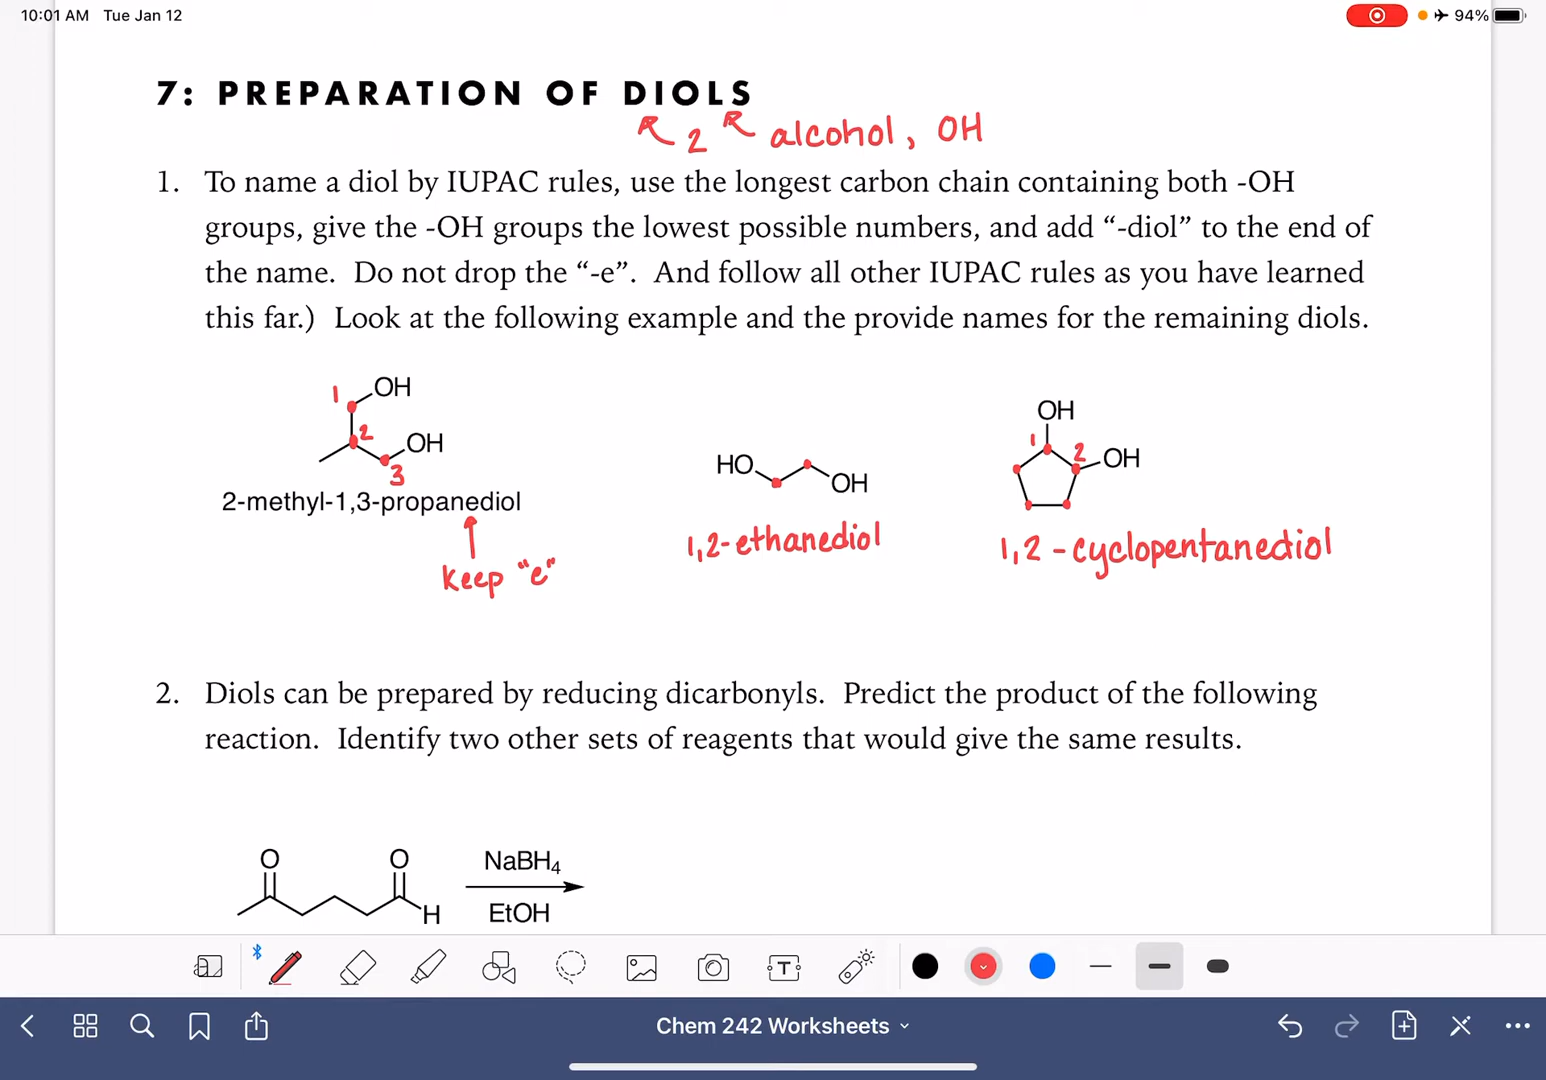 10:01 AM Tue Jan 12
94%
7: PREPARATION OF DIOLS
2 alcohol, OH
1. To name a diol by IUPAC rules, use the longest carbon chain containing both -OH
groups, give the -OH groups the lowest possible numbers, and add “-diol” to the end of
the name. Do not drop the “-e”. And follow all other IUPAC rules as you have learned
this far.) Look at the following example and the provide names for the remaining diols.
1 OH
2 OH
3
2-methyl-1,3-propanediol
keep "e"
HO
OH
1,2-ethanediol
OH
1 2 OH
1,2-cyclopentanediol
2. Diols can be prepared by reducing dicarbonyls. Predict the product of the following
reaction. Identify two other sets of reagents that would give the same results.
O O NaBH4
H EtOH
a T
Chem 242 Worksheets